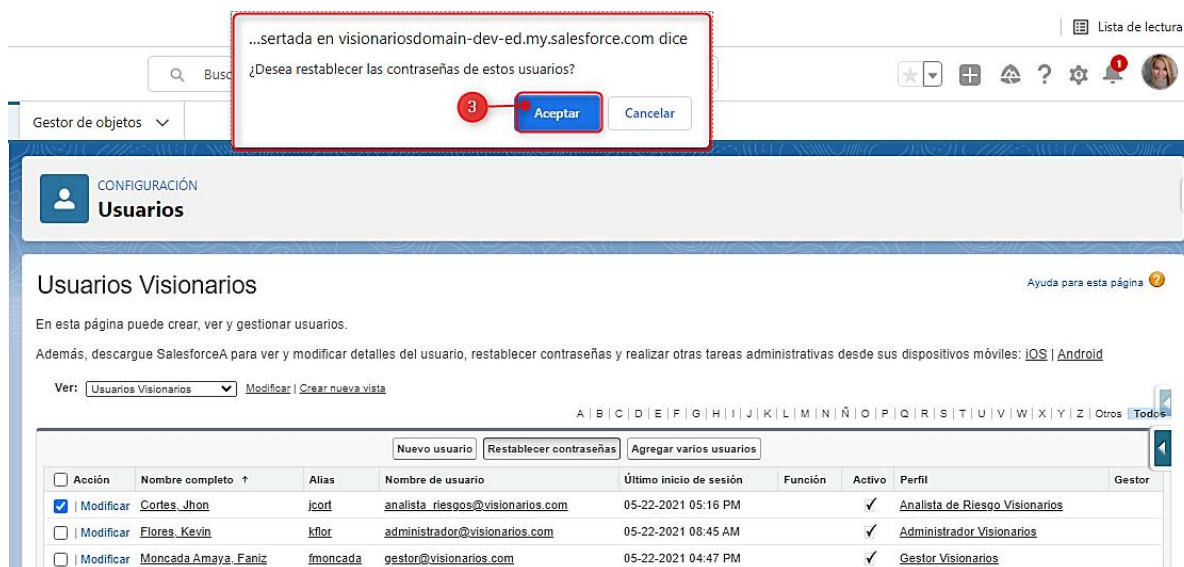 Lista de lectura
...sertada en visionariosdomain-dev-ed.my.salesforce.com dice
¿Desea restablecer las contraseñas de estos usuarios?
3 Aceptar Cancelar
Busc
1
Gestor de objetos
CONFIGURACIÓN
Usuarios
Usuarios Visionarios
Ayuda para esta página ?
En esta página puede crear, ver y gestionar usuarios.
Además, descargue SalesforceA para ver y modificar detalles del usuario, restablecer contraseñas y realizar otras tareas administrativas desde sus dispositivos móviles: iOS | Android
Ver: Usuarios Visionarios Modificar | Crear nueva vista
A | B | C | D | E | F | G | H | I | J | K | L | M | N | Ñ | O | P | Q | R | S | T | U | V | W | X | Y | Z | Otros | Todos
Nuevo usuario Restablecer contraseñas Agregar varios usuarios
Acción Nombre completo ↑ Alias Nombre de usuario Último inicio de sesión Función Activo Perfil Gestor
| Modificar Cortes, Jhon jcort analista_riesgos@visionarios.com 05-22-2021 05:16 PM Analista de Riesgo Visionarios
| Modificar Flores, Kevin kflor administrador@visionarios.com 05-22-2021 08:45 AM Administrador Visionarios
| Modificar Moncada Amaya, Faniz fmoncada gestor@visionarios.com 05-22-2021 04:47 PM Gestor Visionarios